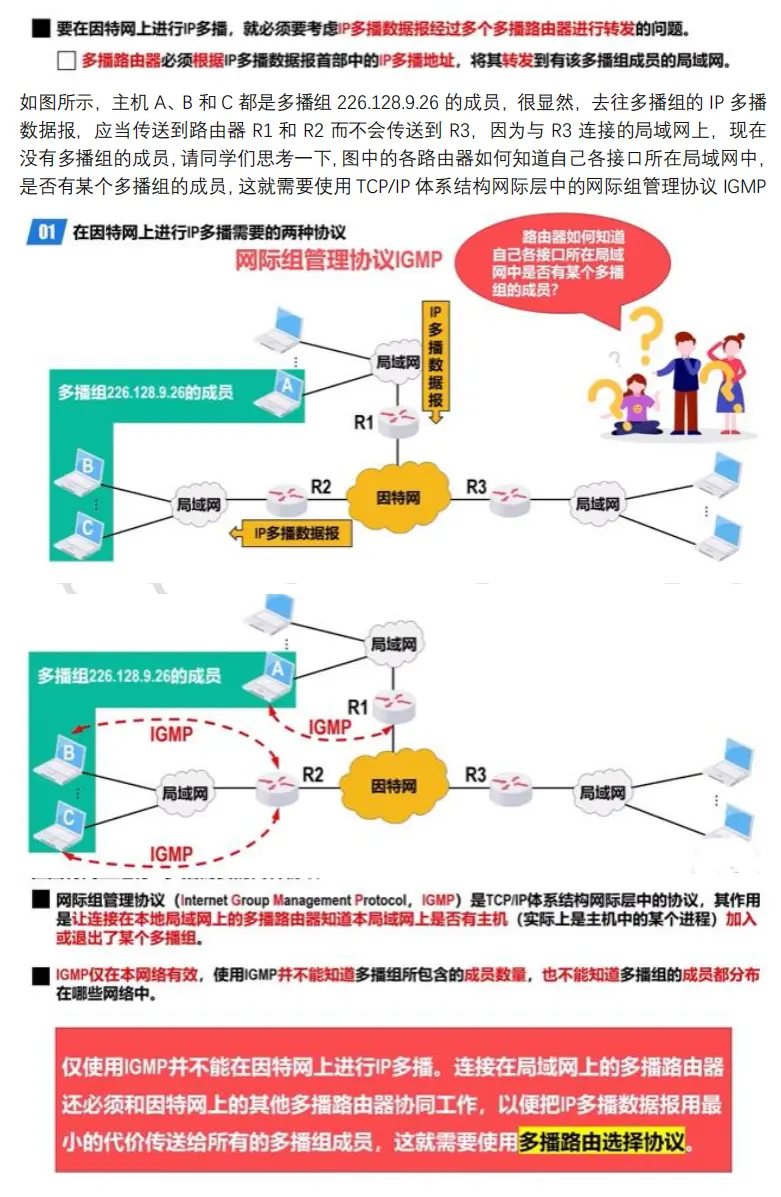 要在因特网上进行IP多播，就必须要考虑IP多播数据报经过多个多播路由器进行转发的问题。
多播路由器必须根据IP多播数据报首部中的IP多播地址，将其转发到有该多播组成员的局域网。
如图所示，主机 A、B 和 C 都是多播组 226.128.9.26 的成员，很显然，去往多播组的 IP 多播
数据报，应当传送到路由器 R1 和 R2 而不会传送到 R3，因为与 R3 连接的局域网上，现在
没有多播组的成员，请同学们思考一下，图中的各路由器如何知道自己各接口所在局域网中，
是否有某个多播组的成员，这就需要使用 TCP/IP 体系结构网际层中的网际组管理协议 IGMP
01 在因特网上进行IP多播需要的两种协议
网际组管理协议IGMP
路由器如何知道
自己各接口所在局域
网中是否有某个多播
组的成员？
IP多播数据报
局域网
多播组226.128.9.26的成员
A
R1
B
R2
R3
局域网
因特网
局域网
C
IP多播数据报
局域网
多播组226.128.9.26的成员
A
R1
IGMP
IGMP
B
R2
R3
局域网
因特网
局域网
C
IGMP
网际组管理协议（Internet Group Management Protocol，IGMP）是TCP/IP体系结构网际层中的协议，其作用
是让连接在本地局域网上的多播路由器知道本局域网上是否有主机（实际上是主机中的某个进程）加入
或退出了某个多播组。
IGMP仅在本网络有效，使用IGMP并不能知道多播组所包含的成员数量，也不能知道多播组的成员都分布
在哪些网络中。
仅使用IGMP并不能在因特网上进行IP多播。连接在局域网上的多播路由器
还必须和因特网上的其他多播路由器协同工作，以便把IP多播数据报用最
小的代价传送给所有的多播组成员，这就需要使用多播路由选择协议。